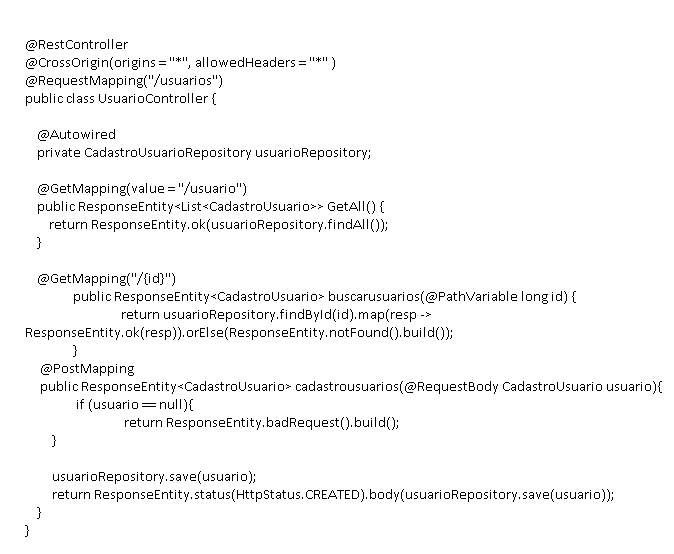 @RestController
@CrossOrigin(origins = "*", allowedHeaders = "*" )
@RequestMapping("/usuarios")
public class UsuarioController {
@Autowired
private CadastroUsuarioRepository usuarioRepository;
@GetMapping(value = "/usuario")
public ResponseEntity<List<CadastroUsuario>> GetAll() {
return ResponseEntity.ok(usuarioRepository.findAll());
}
@GetMapping("/{id}")
public ResponseEntity<CadastroUsuario> buscarusuarios(@PathVariable long id) {
return usuarioRepository.findById(id).map(resp ->
ResponseEntity.ok(resp)).orElse(ResponseEntity.notFound().build());
}
@PostMapping
public ResponseEntity<CadastroUsuario> cadastrousuarios(@RequestBody CadastroUsuario usuario){
if (usuario == null){
return ResponseEntity.badRequest().build();
}
usuarioRepository.save(usuario);
return ResponseEntity.status(HttpStatus.CREATED).body(usuarioRepository.save(usuario));
}
}